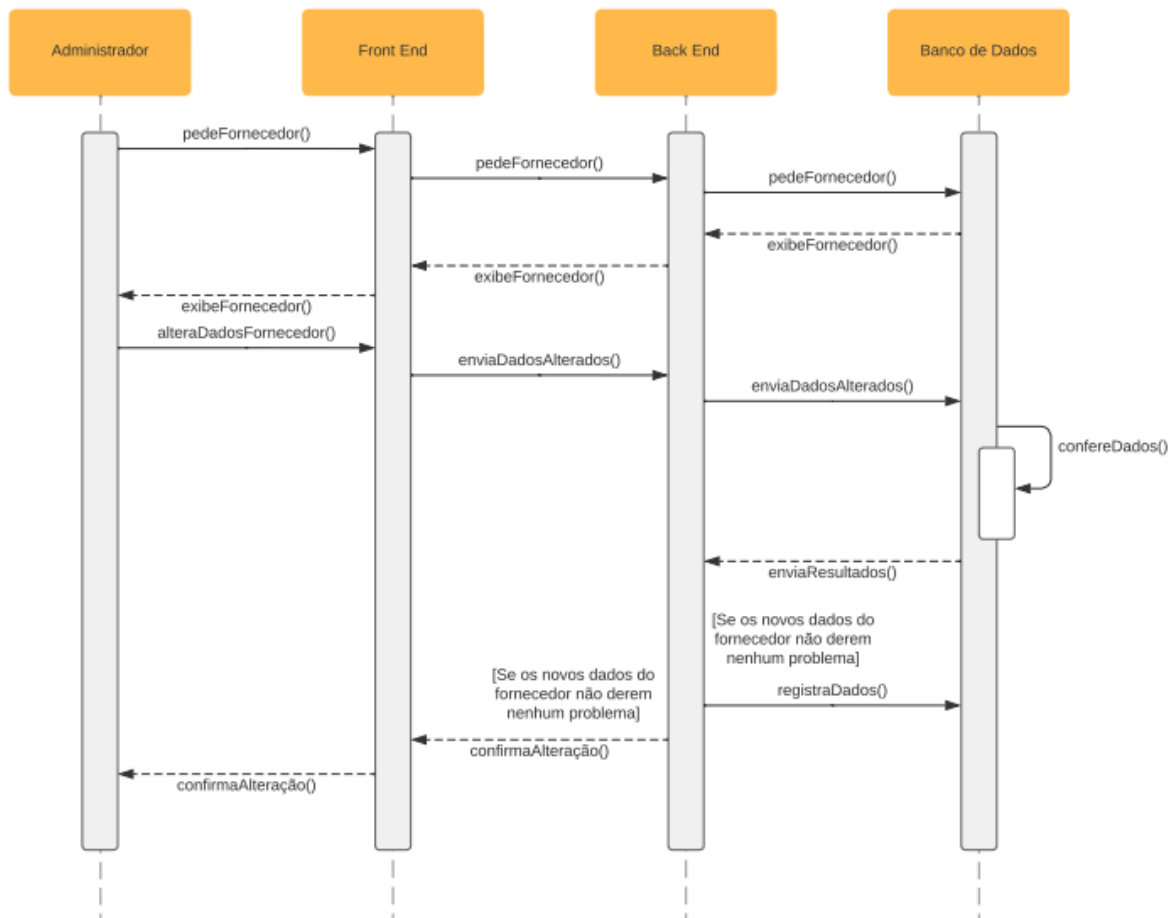 Administrador
Front End
Back End
Banco de Dados
pedeFornecedor()
pedeFornecedor()
pedeFornecedor()
exibeFornecedor()
exibeFornecedor()
exibeFornecedor()
alteraDadosFornecedor()
enviaDadosAlterados()
enviaDadosAlterados()
confereDados()
enviaResultados()
[Se os novos dados do
fornecedor não derem
nenhum problema]
[Se os novos dados do
fornecedor não derem
nenhum problema]
registraDados()
confirmaAlteração()
confirmaAlteração()